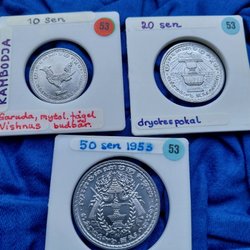 10 sen
53
KAMBODJA
Garuda, mytol. fågel
Vishnus budbär.
20 sen
53
dryckespokal
50 sen 1953
53